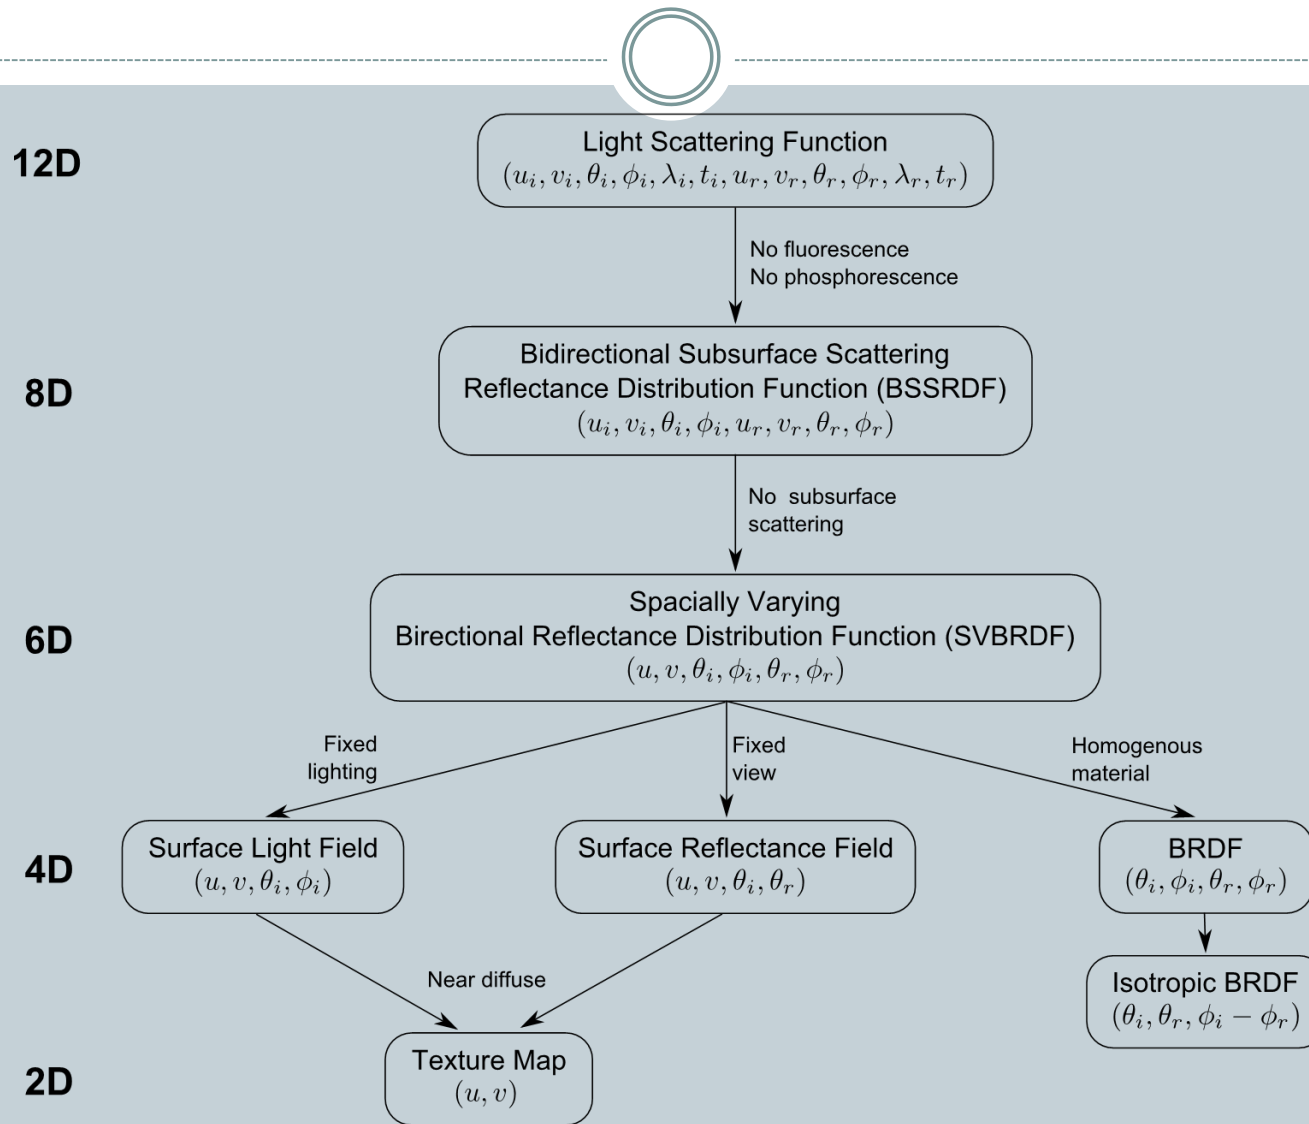 12D
Light Scattering Function
(u_i, v_i, θ_i, ϕ_i, λ_i, t_i, u_r, v_r, θ_r, ϕ_r, λ_r, t_r)
No fluorescence
No phosphorescence
8D
Bidirectional Subsurface Scattering
Reflectance Distribution Function (BSSRDF)
(u_i, v_i, θ_i, ϕ_i, u_r, v_r, θ_r, ϕ_r)
No subsurface
scattering
6D
Spacially Varying
Birectional Reflectance Distribution Function (SVBRDF)
(u, v, θ_i, ϕ_i, θ_r, ϕ_r)
Fixed
lighting
Fixed
view
Homogenous
material
4D
Surface Light Field
(u, v, θ_i, ϕ_i)
Surface Reflectance Field
(u, v, θ_i, θ_r)
BRDF
(θ_i, ϕ_i, θ_r, ϕ_r)
Near diffuse
Isotropic BRDF
(θ_i, θ_r, ϕ_i − ϕ_r)
2D
Texture Map
(u, v)